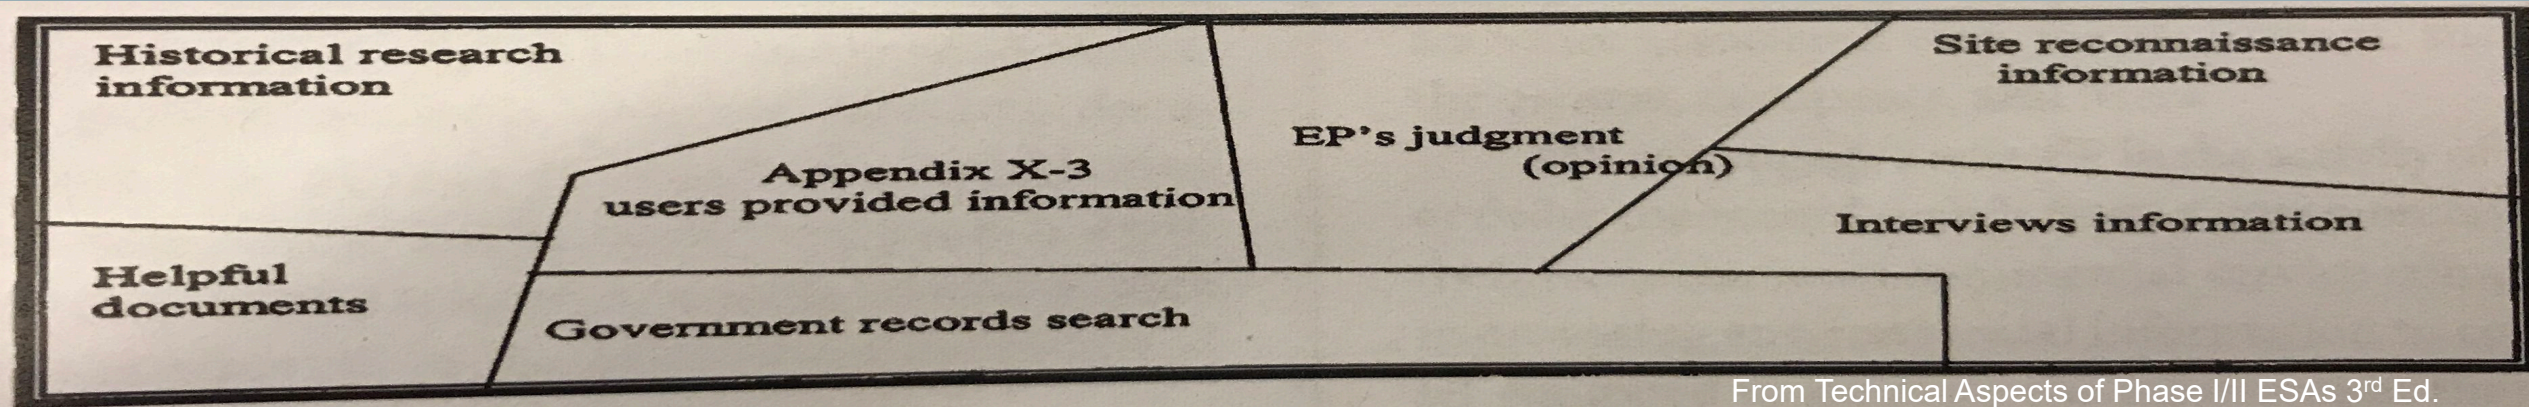 Historical research
information
Appendix X-3
users provided information
EP's judgment
(opinion)
Site reconnaissance
information
Interviews information
Helpful
documents
Government records search
From Technical Aspects of Phase I/II ESAs 3rd Ed.